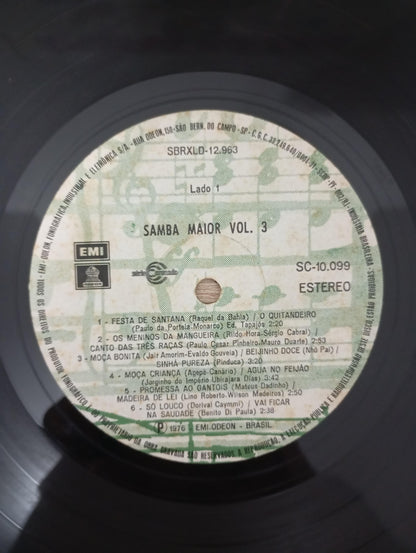 SBRXLD-12.963
Lado 1
SAMBA MAIOR VOL. 3
EMI
SC-10.099
ESTEREO
1 - FESTA DE SANTANA (Raquel da Bahia) / O QUITANDEIRO
(Paulo da Portela-Monarco) Ed. Tapajós 2:20
2 - OS MENINOS DA MANGUEIRA (Rildo Hora-Sérgio Cabral) /
CANTO DAS TRÊS RAÇAS (Paulo Cesar Pinheiro-Mauro Duarte) 2:53
3 - MOÇA BONITA (Jair Amorim-Evaldo Gouveia) / BEIJINHO DOCE (Nhô Pai) /
SINHÁ PUREZA (Pinduca) 3:00
4 - MOÇA CRIANÇA (Agepê-Canário) / AGUA NO FEIJÃO
(Jorginho do Império-Ubirajara Dias) 3:42
5 - PROMESSA AO GANTOIS (Mateus-Dadinho) /
MADEIRA DE LEI (Lino Roberto-Wilson Medeiros) 2:50
6 - SÓ LOUCO (Dorival Caymmi) / VAI FICAR
NA SAUDADE (Benito Di Paula) 2:38
℗ 1976 EMI-ODEON - BRASIL